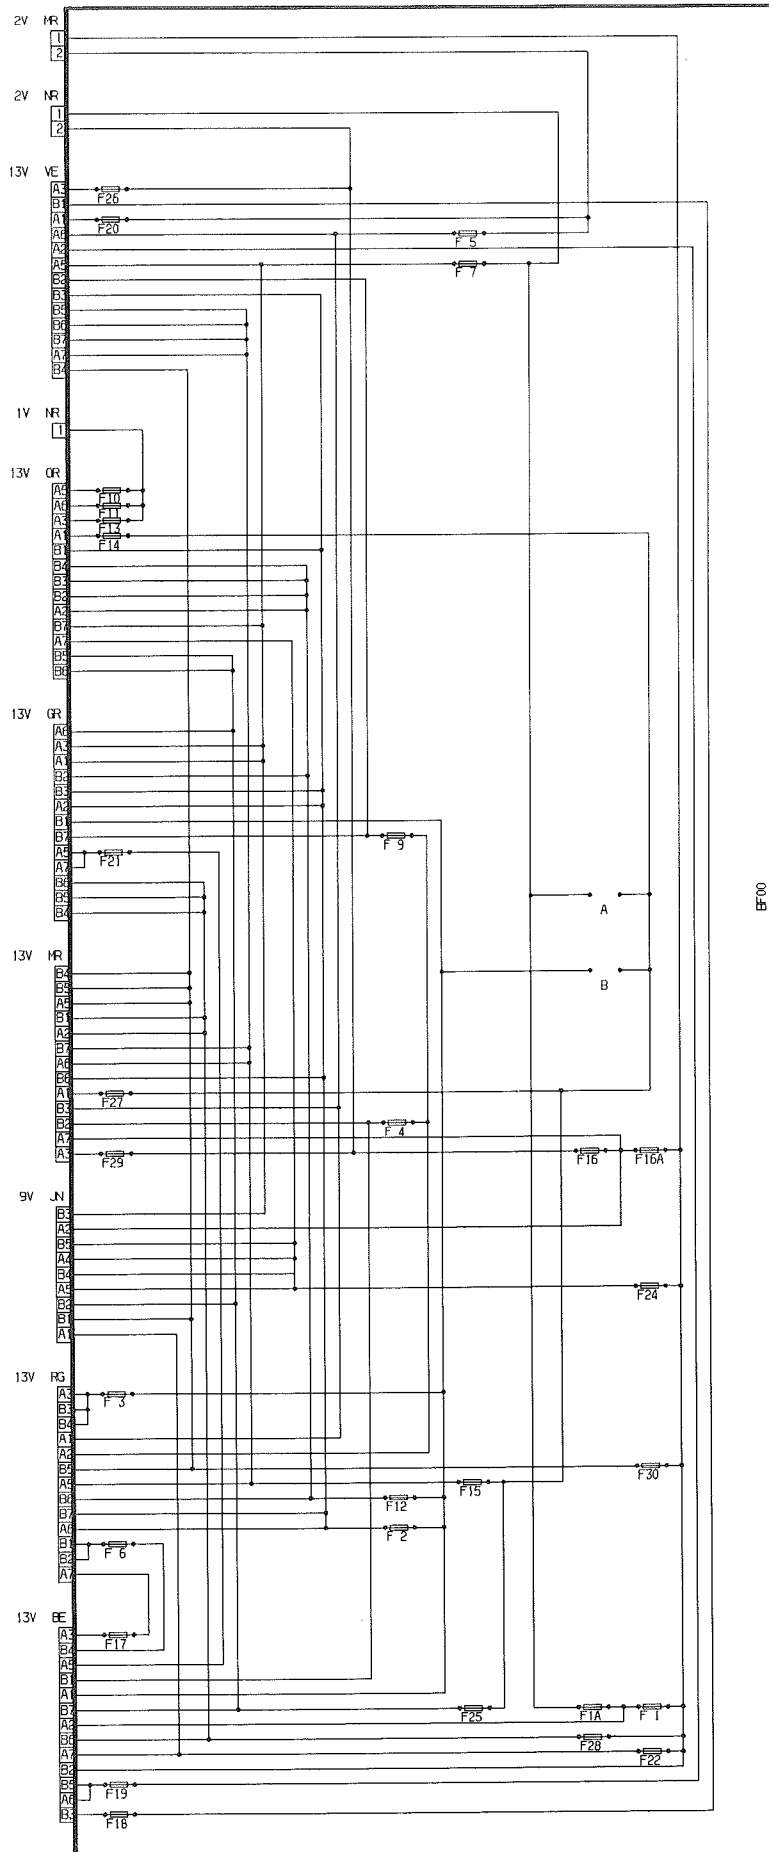 2V MR
1
2
2V NR
1
2
13V VE
A3 F26
B1
A1 F20
A6 F 5
A2
A5 F 7
B2
B3
B5
B6
B7
A7
B4
1V NR
1
13V OR
A5 F10
A6 F11
A3 F13
A1 F14
B1
B4
B3
B2
A2
B7
A7
B5
B6
13V GR
A6
A3
A1
B2
B3
A2
B1
B7 F 9
A5 F21
A7
B6
B5
B4
A
BF00
13V MR
B4
B5
B
A5
B1
A2
B7
A6
B6
A1 F27
B3
B2 F 4
A7
A3 F29 F16 F16A
9V JN
B3
A2
B5
A4
B4
A5 F24
B2
B1
A1
13V RG
A3 F 3
B3
B4
A1
A2
B5 F30
A5 F15
B6 F12
B7
A6 F 2
B1 F 6
B2
A7
13V BE
A3 F17
B4
A5
B1
A1
B7 F25 F1A F 1
A2
B6 F28
A7 F22
B2
B5 F19
A6
B3 F18